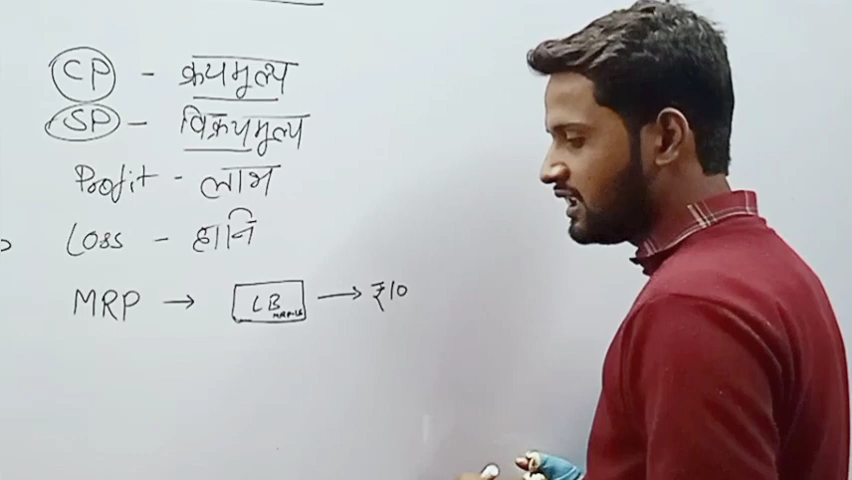 CP - क्रयमूल्य
SP - विक्रयमूल्य
Profit - लाभ
Loss - हानि
MRP → LB → ₹10